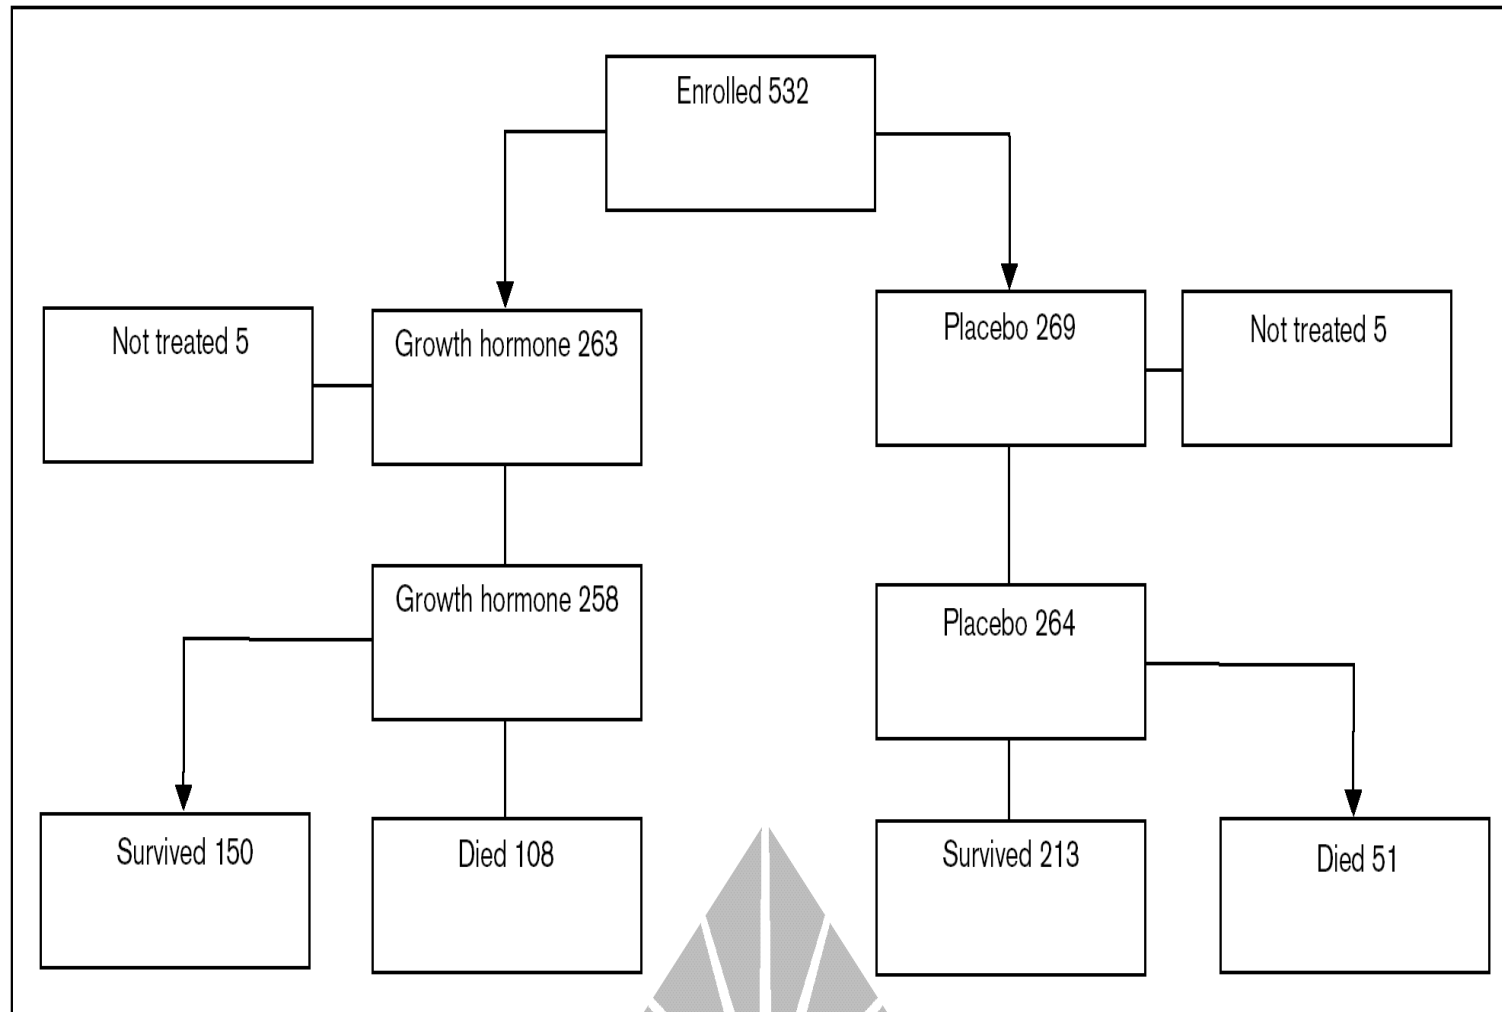 Enrolled 532
Not treated 5
Growth hormone 263
Placebo 269
Not treated 5
Growth hormone 258
Placebo 264
Survived 150
Died 108
Survived 213
Died 51